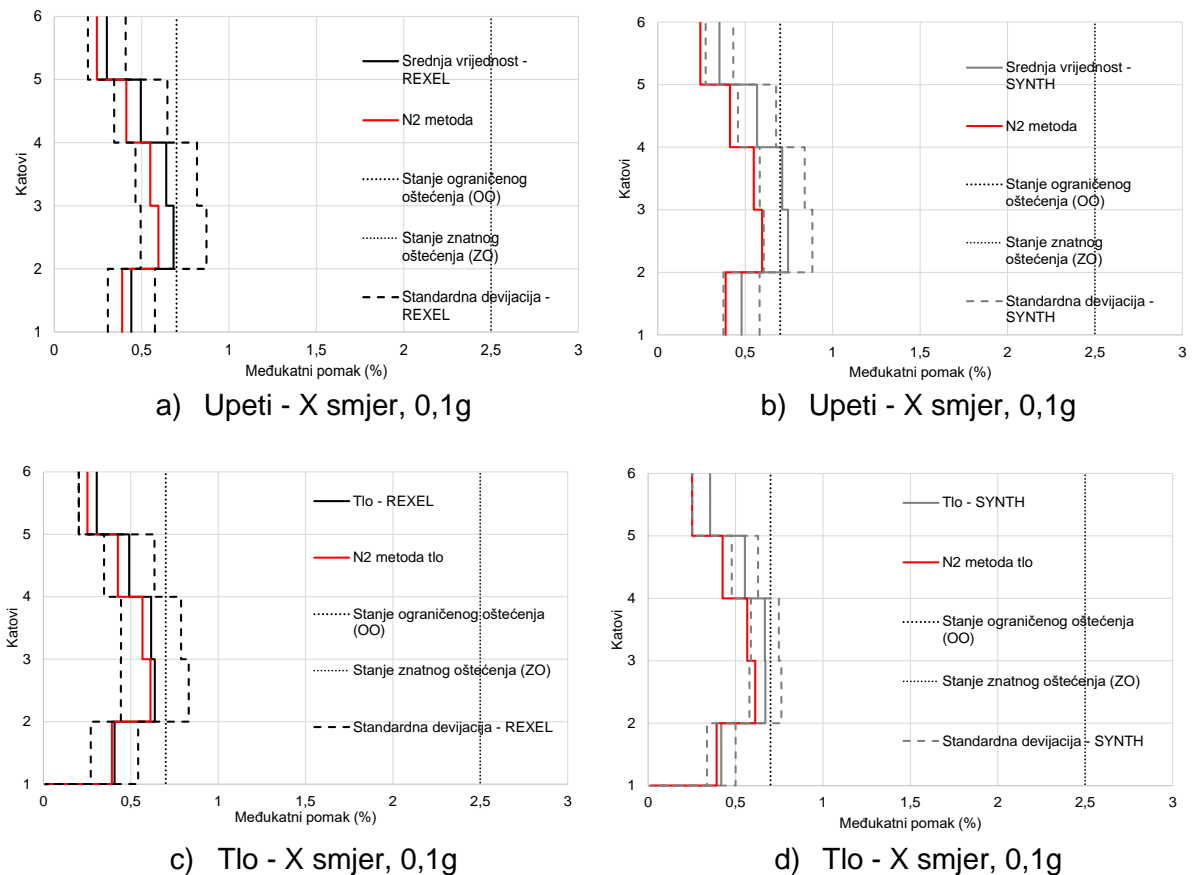 6
5
4
3
2
1
Katovi
0
0,5
1
1,5
2
2,5
3
Međukatni pomak (%)
Srednja vrijednost -
REXEL
N2 metoda
Stanje ograničenog
oštećenja (OO)
Stanje znatnog
oštećenja (ZO)
Standardna devijacija -
REXEL
a) Upeti - X smjer, 0,1g
6
5
4
3
2
1
Katovi
0
0,5
1
1,5
2
2,5
3
Međukatni pomak (%)
Srednja vrijednost -
SYNTH
N2 metoda
Stanje ograničenog
oštećenja (OO)
Stanje znatnog
oštećenja (ZO)
Standardna devijacija -
SYNTH
b) Upeti - X smjer, 0,1g
6
5
4
3
2
1
Katovi
0
0,5
1
1,5
2
2,5
3
Međukatni pomak (%)
Tlo - REXEL
N2 metoda tlo
Stanje ograničenog oštećenja
(OO)
Stanje znatnog oštećenja (ZO)
Standardna devijacija - REXEL
c) Tlo - X smjer, 0,1g
6
5
4
3
2
1
Katovi
0
0,5
1
1,5
2
2,5
3
Međukatni pomak (%)
Tlo - SYNTH
N2 metoda tlo
Stanje ograničenog oštećenja
(OO)
Stanje znatnog oštećenja (ZO)
Standardna devijacija - SYNTH
d) Tlo - X smjer, 0,1g